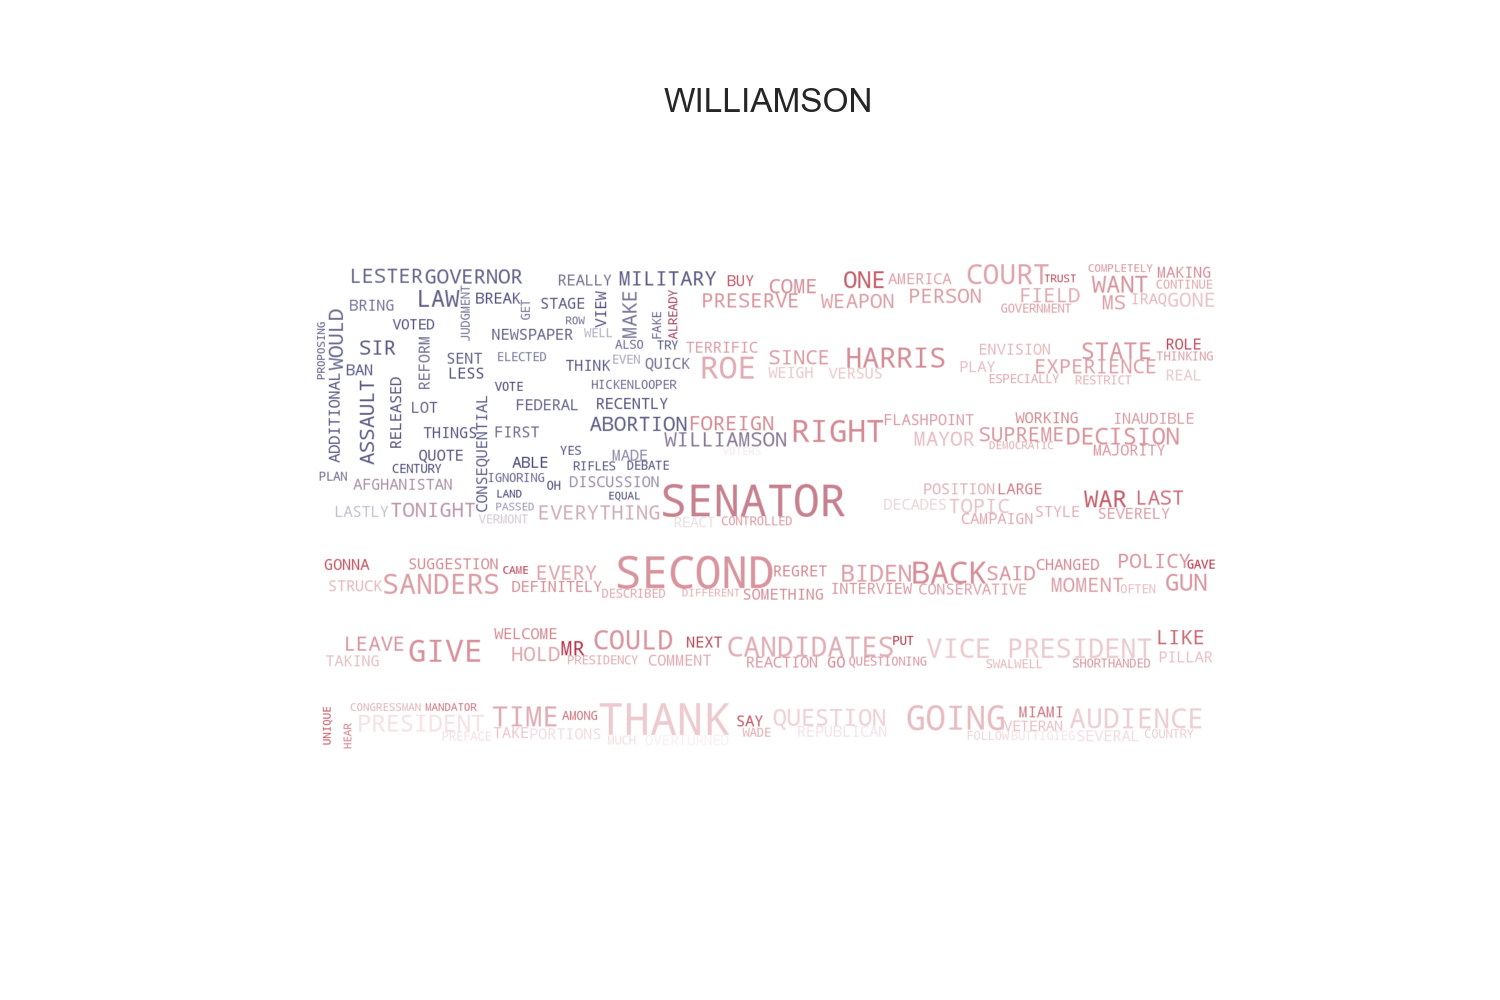 WILLIAMSON
LESTER GOVERNOR REALLY MILITARY BUY COME ONE AMERICA COURT TRUST COMPLETELY MAKING
BRING LAW BREAK STAGE VIEW MAKE ALREADY PRESERVE WEAPON PERSON FIELD WANT CONTINUE
JUDGMENT GET GOVERNMENT MS IRAQ GONE
PROPOSING WOULD VOTED NEWSPAPER ROW WELL FAKE
SIR REFORM SENT ELECTED ALSO TRY TERRIFIC SINCE HARRIS ENVISION STATE ROLE
BAN LESS THINK EVEN QUICK ROE WEIGH VERSUS PLAY EXPERIENCE THINKING
ADDITIONAL ASSAULT RELEASED VOTE HICKENLOOPER ESPECIALLY RESTRICT REAL
LOT FEDERAL RECENTLY
THINGS CONSEQUENTIAL FIRST ABORTION FOREIGN RIGHT FLASHPOINT WORKING INAUDIBLE
WILLIAMSON MAYOR SUPREME DECISION
QUOTE YES MADE VOTERS DEMOCRATIC MAJORITY
CENTURY ABLE RIFLES DEBATE
PLAN AFGHANISTAN IGNORING OH DISCUSSION
LAND EQUAL SENATOR POSITION LARGE WAR LAST
LASTLY TONIGHT PASSED EVERYTHING DECADES TOPIC STYLE SEVERELY
VERMONT REACT CONTROLLED CAMPAIGN
GONNA SUGGESTION CAME EVERY SECOND REGRET BIDEN BACK SAID CHANGED POLICY GAVE
STRUCK SANDERS DEFINITELY DESCRIBED DIFFERENT SOMETHING INTERVIEW CONSERVATIVE MOMENT OFTEN GUN
LEAVE WELCOME COULD NEXT CANDIDATES PUT VICE PRESIDENT LIKE
TAKING GIVE HOLD MR PRESIDENCY COMMENT REACTION GO QUESTIONING SWALWELL SHORTHANDED PILLAR
UNIQUE CONGRESSMAN MANDATOR TIME AMONG THANK SAY QUESTION GOING MIAMI AUDIENCE
HEAR PRESIDENT PREFACE TAKE PORTIONS MUCH OVERTURNED WADE REPUBLICAN VETERAN FOLLOW BUTTIGIEG SEVERAL COUNTRY